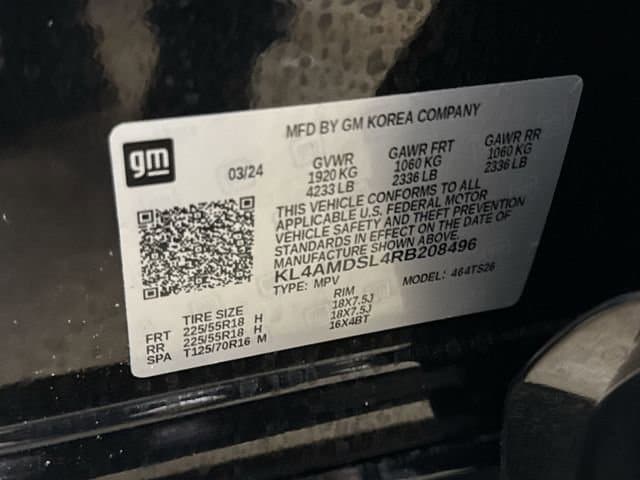 MFD BY GM KOREA COMPANY
gm
03/24
GVWR GAWR FRT GAWR RR
1920 KG 1060 KG 1060 KG
4233 LB 2336 LB 2336 LB
THIS VEHICLE CONFORMS TO ALL
APPLICABLE U.S. FEDERAL MOTOR
VEHICLE SAFETY AND THEFT PREVENTION
STANDARDS IN EFFECT ON THE DATE OF
MANUFACTURE SHOWN ABOVE.
KL4AMDSL4RB208496
TYPE: MPV MODEL: 464TS26
TIRE SIZE RIM
FRT 225/55R18 H 18X7.5J
RR 225/55R18 H 18X7.5J
SPA T125/70R16 M 16X4BT